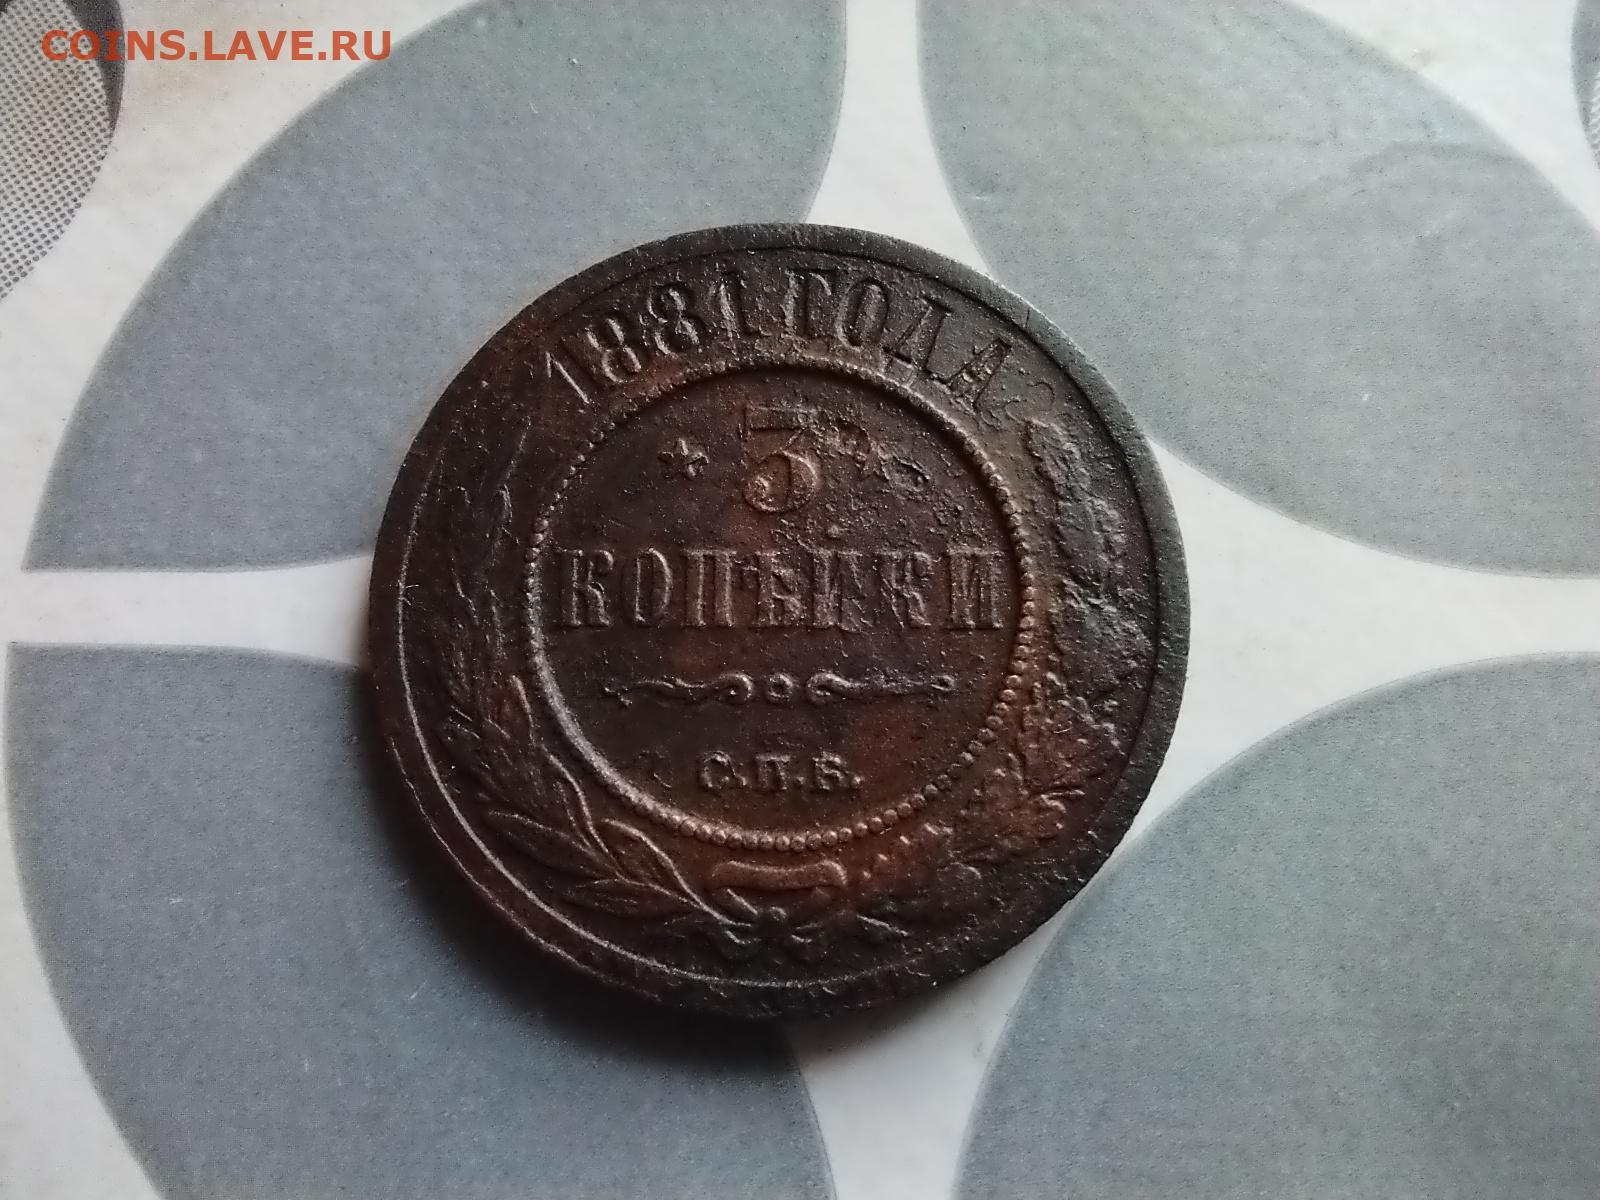 COINS.LAVE.RU
1881 ГОДА
3
КОПѢЙКИ
С.П.Б.